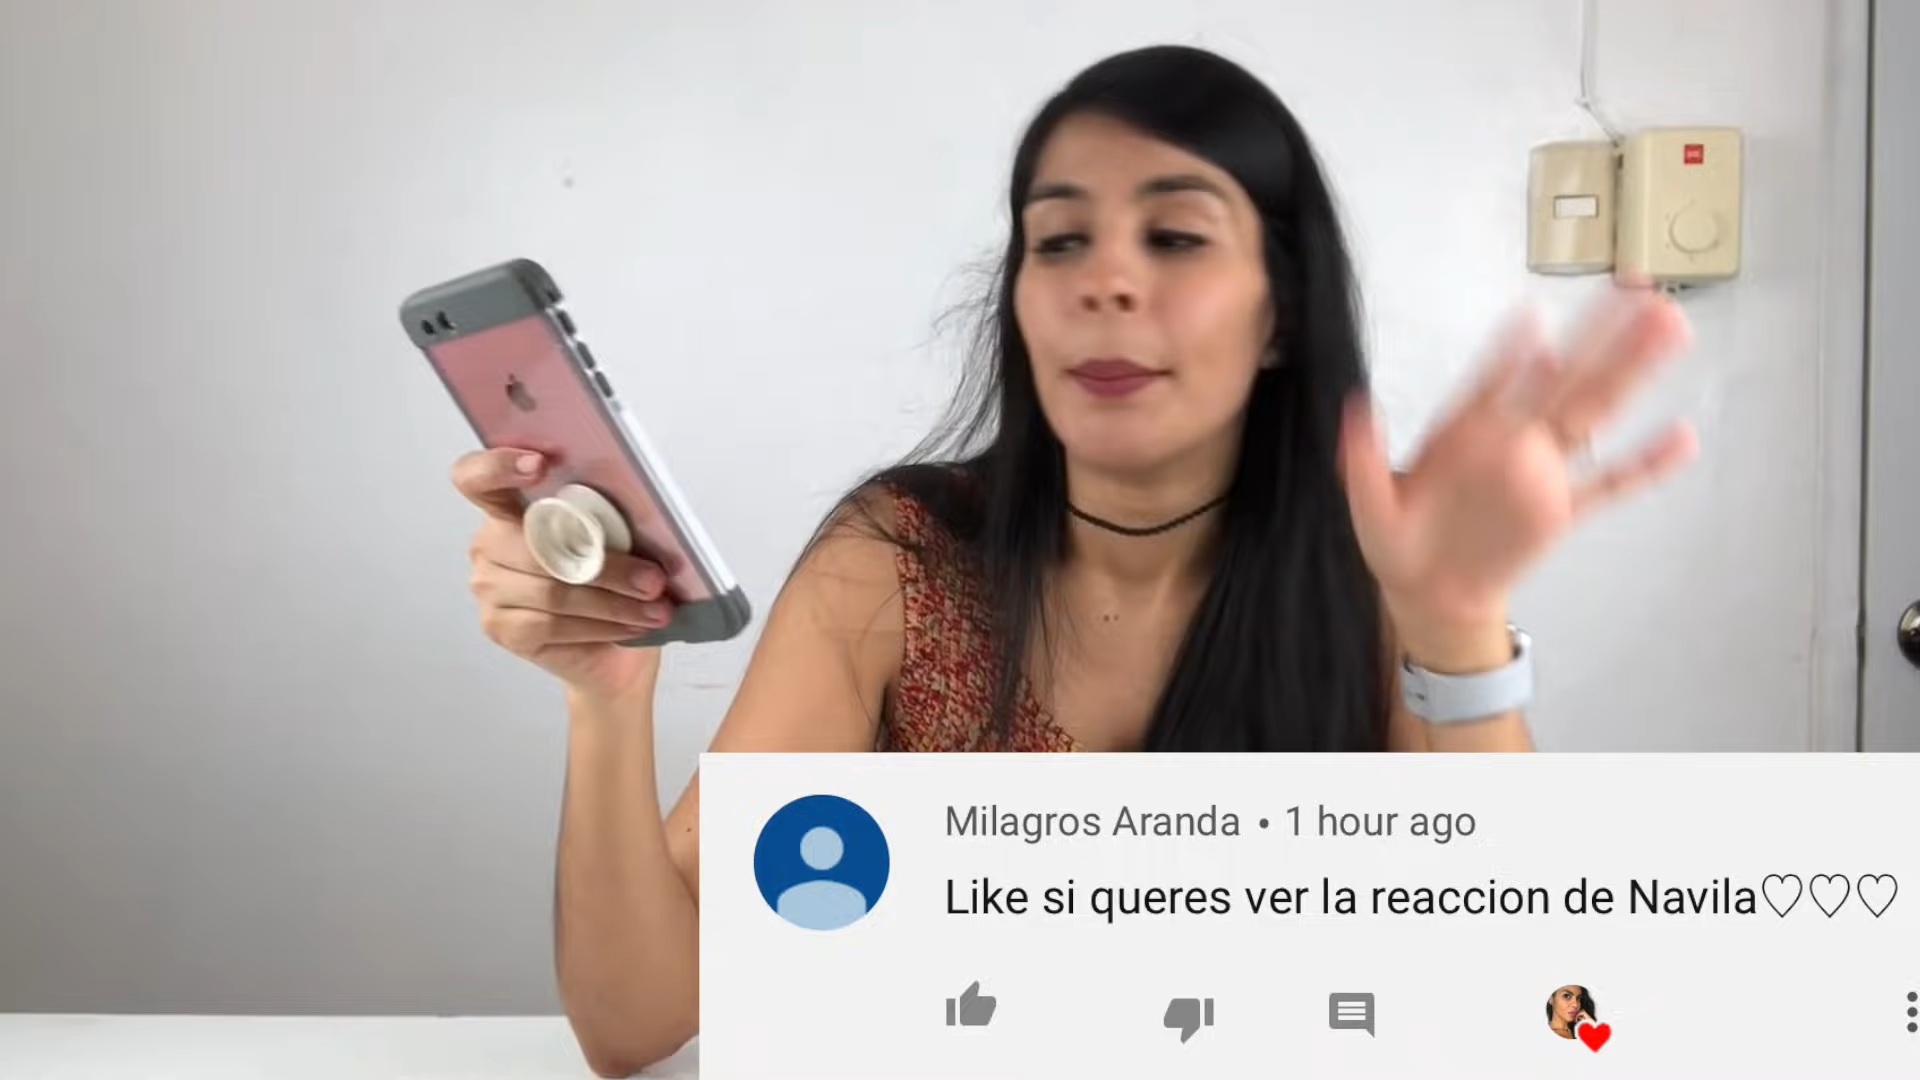 Milagros Aranda • 1 hour ago
Like si queres ver la reaccion de Navila♡♡♡